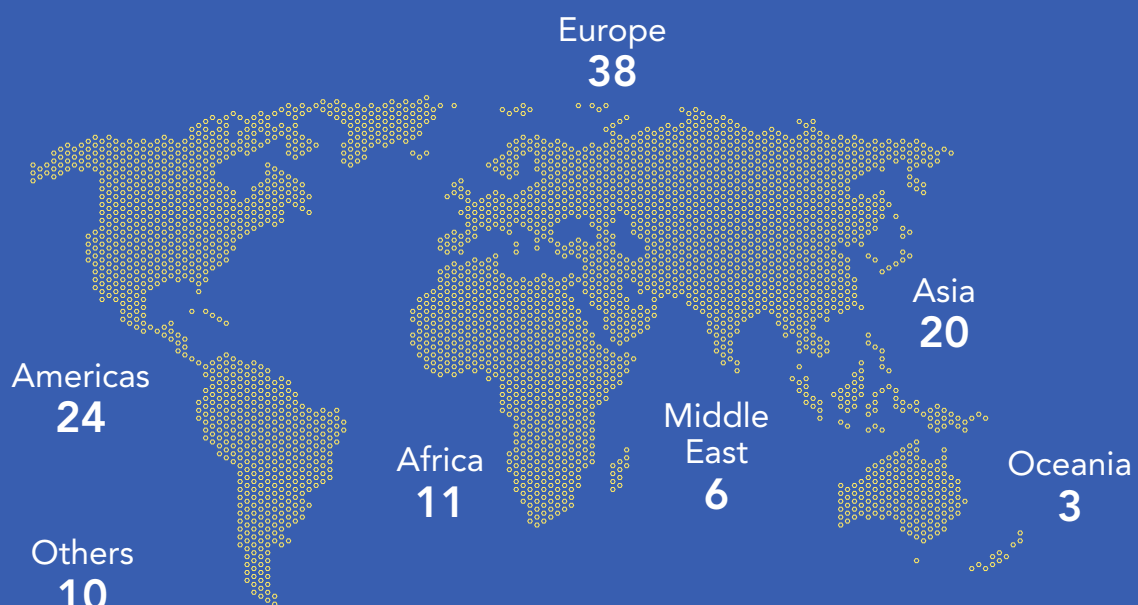 Europe
38
Asia
20
Americas
24
Middle
East
6
Africa
11
Oceania
3
Others
10